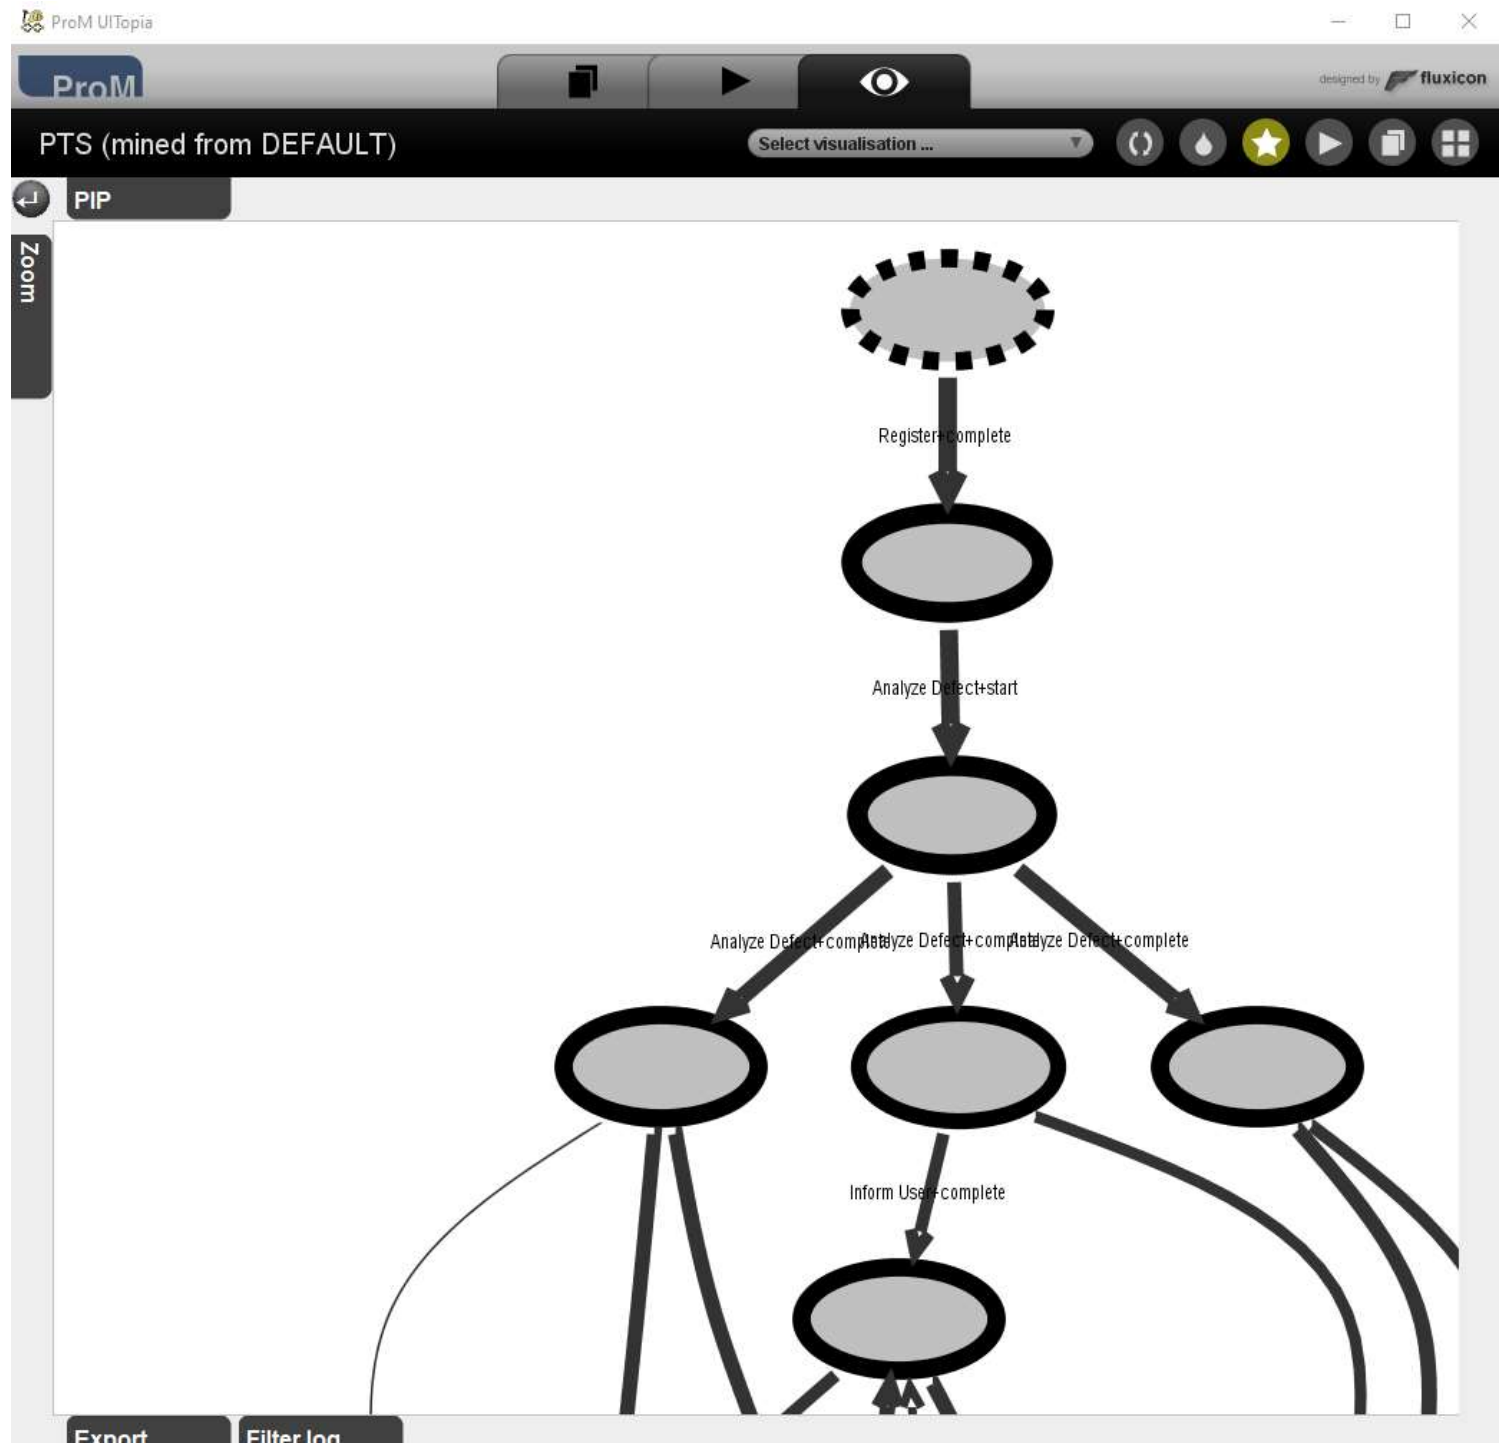 ProM UITopia
ProM
designed by fluxicon
PTS (mined from DEFAULT)
Select visualisation ...
PIP
Zoom
Register+complete
Analyze Defect+start
Analyze Defect+complete Analyze Defect+complete Analyze Defect+complete
Inform User+complete
Export
Filter log